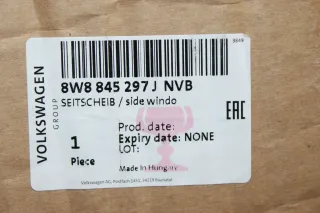 VOLKSWAGEN
GROUP
8W8 845 297 J NVB
SEITSCHEIB / side windo
EAC
Prod. date:
1
Expiry date: NONE
Piece
LOT:
Made in Hungary